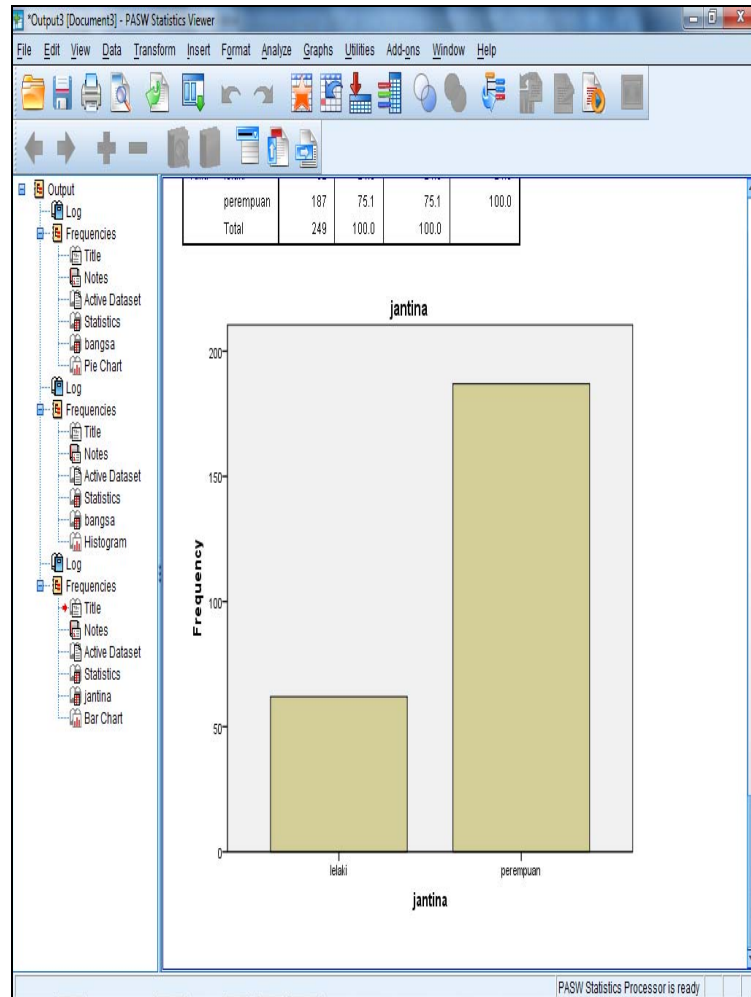 *Output3 [Document3] - PASW Statistics Viewer
File Edit View Data Transform Insert Format Analyze Graphs Utilities Add-ons Window Help
Output
Log
Frequencies
Title
Notes
Active Dataset
Statistics
bangsa
Pie Chart
Log
Frequencies
Title
Notes
Active Dataset
Statistics
bangsa
Histogram
Log
Frequencies
Title
Notes
Active Dataset
Statistics
jantina
Bar Chart
perempuan 187 75.1 75.1 100.0
Total 249 100.0 100.0
jantina
200
150
Frequency
100
50
0
lelaki perempuan
jantina
PASW Statistics Processor is ready